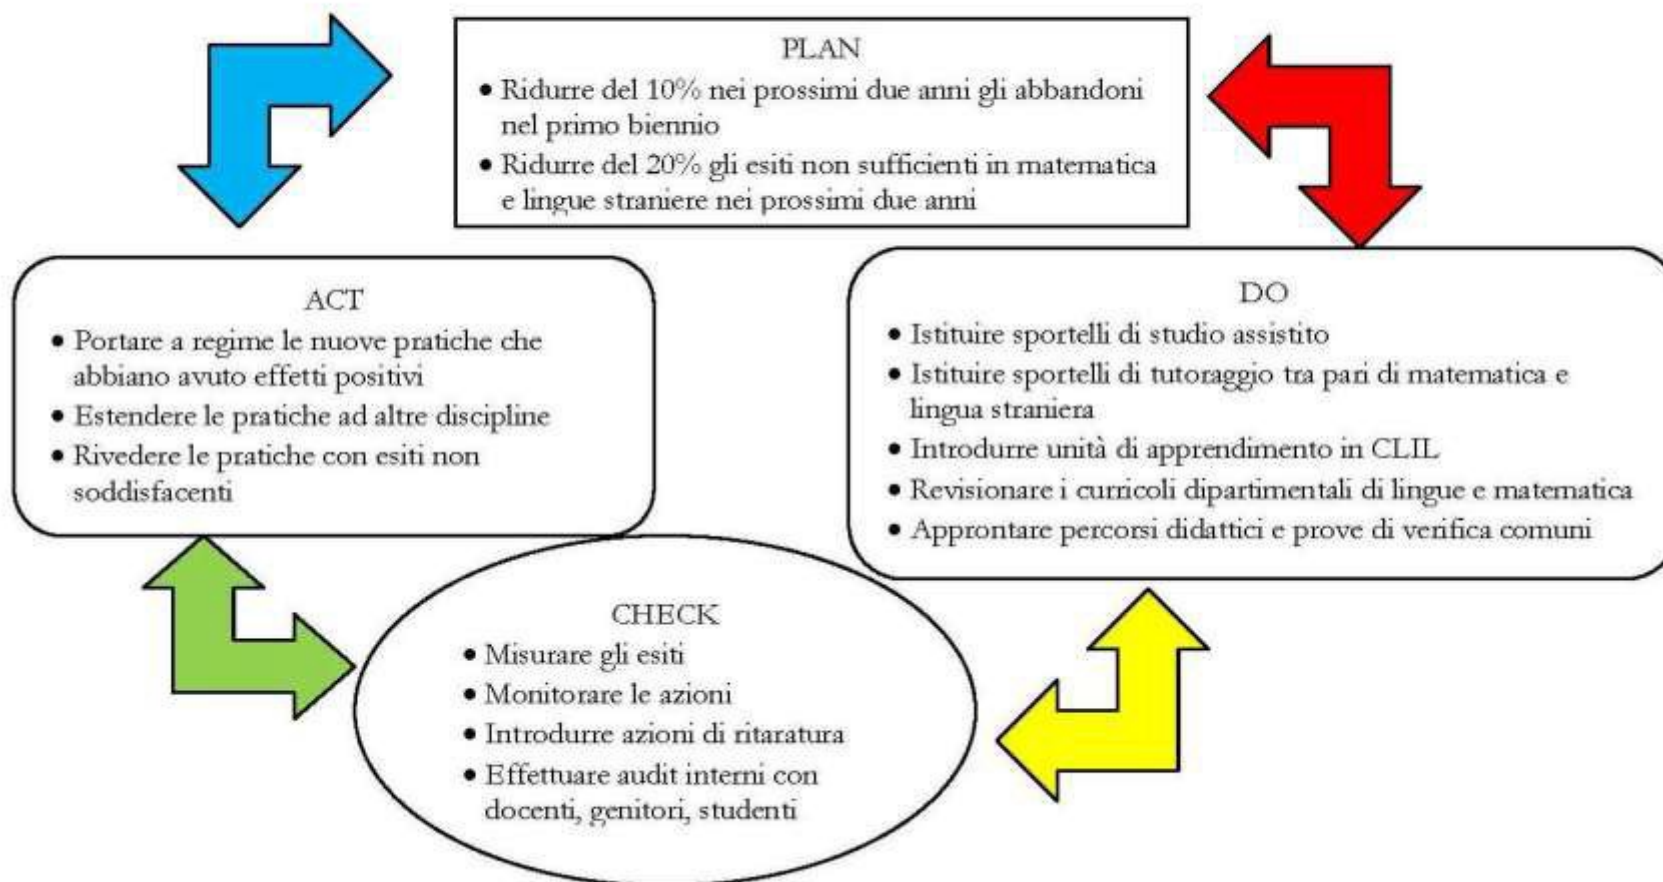 PLAN
• Ridurre del 10% nei prossimi due anni gli abbandoni
nel primo biennio
• Ridurre del 20% gli esiti non sufficienti in matematica
e lingue straniere nei prossimi due anni
ACT
• Portare a regime le nuove pratiche che
abbiano avuto effetti positivi
• Estendere le pratiche ad altre discipline
• Rivedere le pratiche con esiti non
soddisfacenti
DO
• Istituire sportelli di studio assistito
• Istituire sportelli di tutoraggio tra pari di matematica e
lingua straniera
• Introdurre unità di apprendimento in CLIL
• Revisionare i curricoli dipartimentali di lingue e matematica
• Approntare percorsi didattici e prove di verifica comuni
CHECK
• Misurare gli esiti
• Monitorare le azioni
• Introdurre azioni di ritaratura
• Effettuare audit interni con
docenti, genitori, studenti